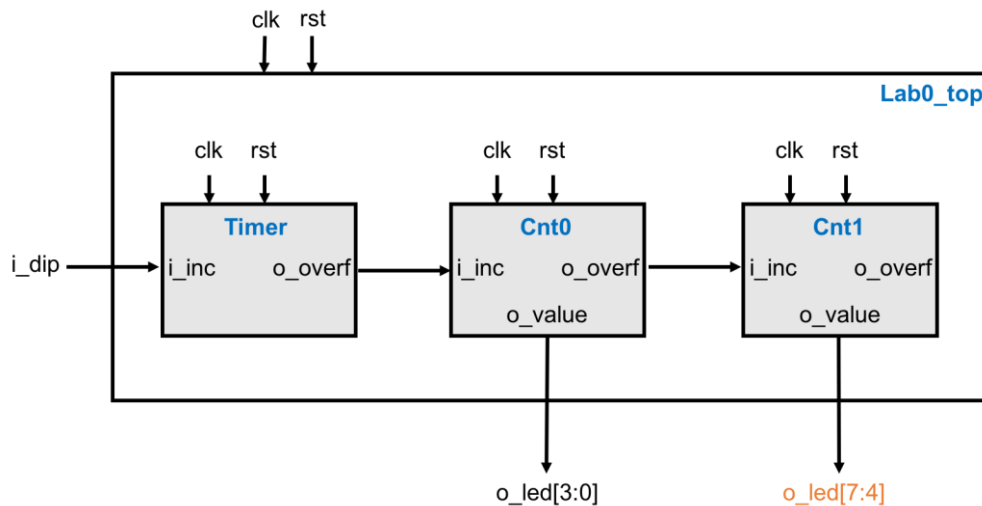 clk rst
Lab0_top
clk rst
clk rst
clk rst
Timer
Cnt0
Cnt1
i_dip
i_inc o_overf
i_inc o_overf
i_inc o_overf
o_value
o_value
o_led[3:0]
o_led[7:4]